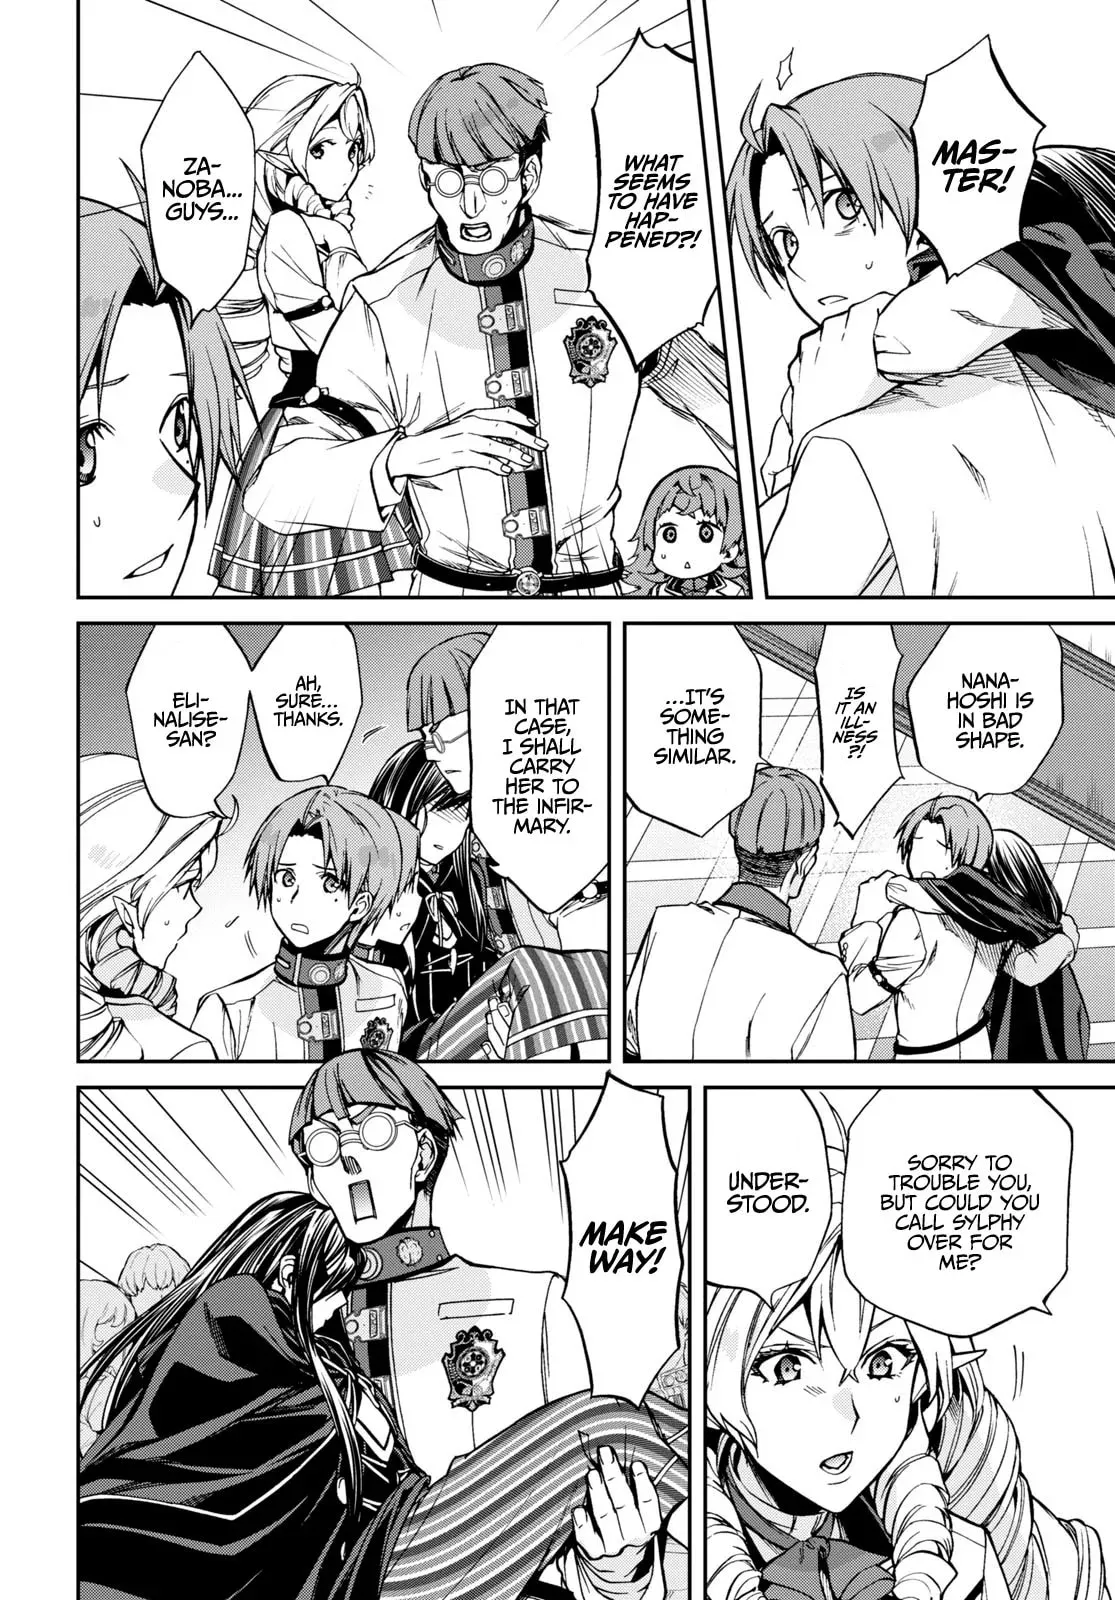 MAS-
TER!
WHAT
SEEMS
TO HAVE
HAP-
PENED?!
ZA-
NOBA...
GUYS...
NANA-
HOSHI IS
IN BAD
SHAPE.
IS
IT AN
ILL-
NESS
?!
...IT'S
SOME-
THING
SIMILAR.
IN THAT
CASE,
I SHALL
CARRY
HER TO
THE INFIR-
MARY.
AH,
SURE...
THANKS.
ELI-
NALISE-
SAN?
SORRY TO
TROUBLE YOU,
BUT COULD YOU
CALL SYLPHY
OVER FOR
ME?
UNDER-
STOOD.
MAKE
WAY!